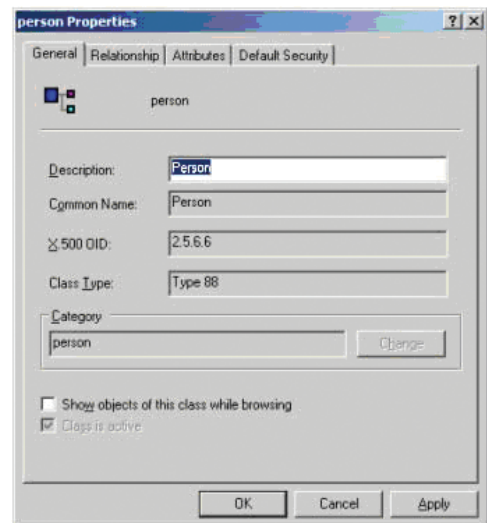 person Properties
General Relationship Attributes Default Security
person
Description: Person
Common Name: Person
X.500 OID: 2.5.6.6
Class Type: Type 88
Category
person Change
Show objects of this class while browsing
Class is active
OK Cancel Apply